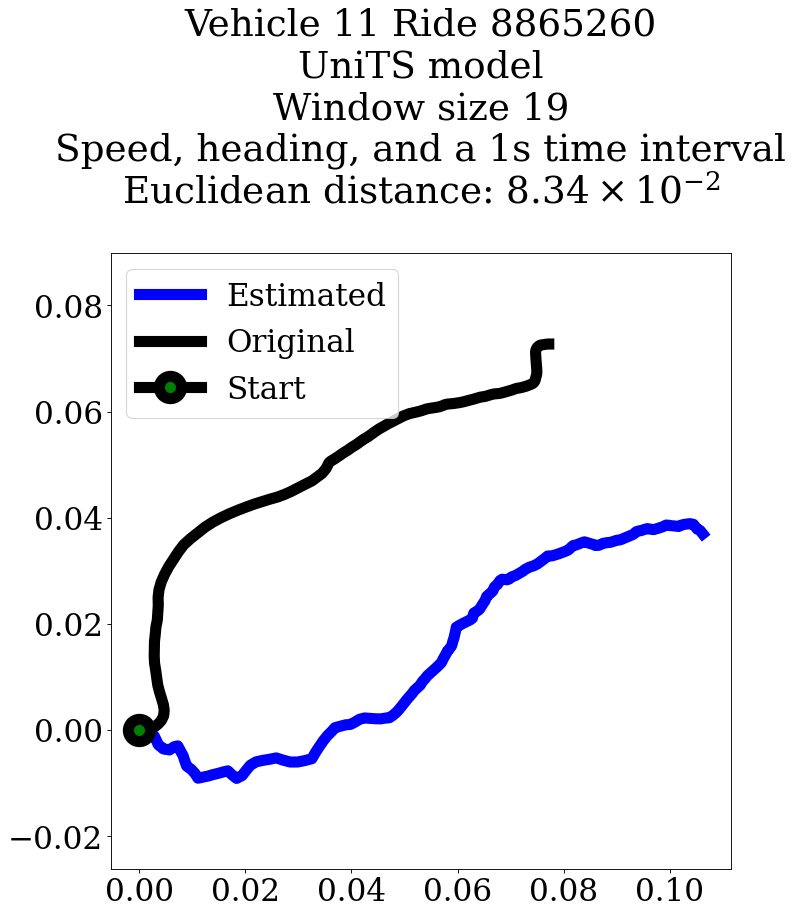 Vehicle 11 Ride 8865260
UniTS model
Window size 19
Speed, heading, and a 1s time interval
Euclidean distance: 8.34 × 10⁻²
Estimated
Original
Start
0.08
0.06
0.04
0.02
0.00
−0.02
0.00 0.02 0.04 0.06 0.08 0.10